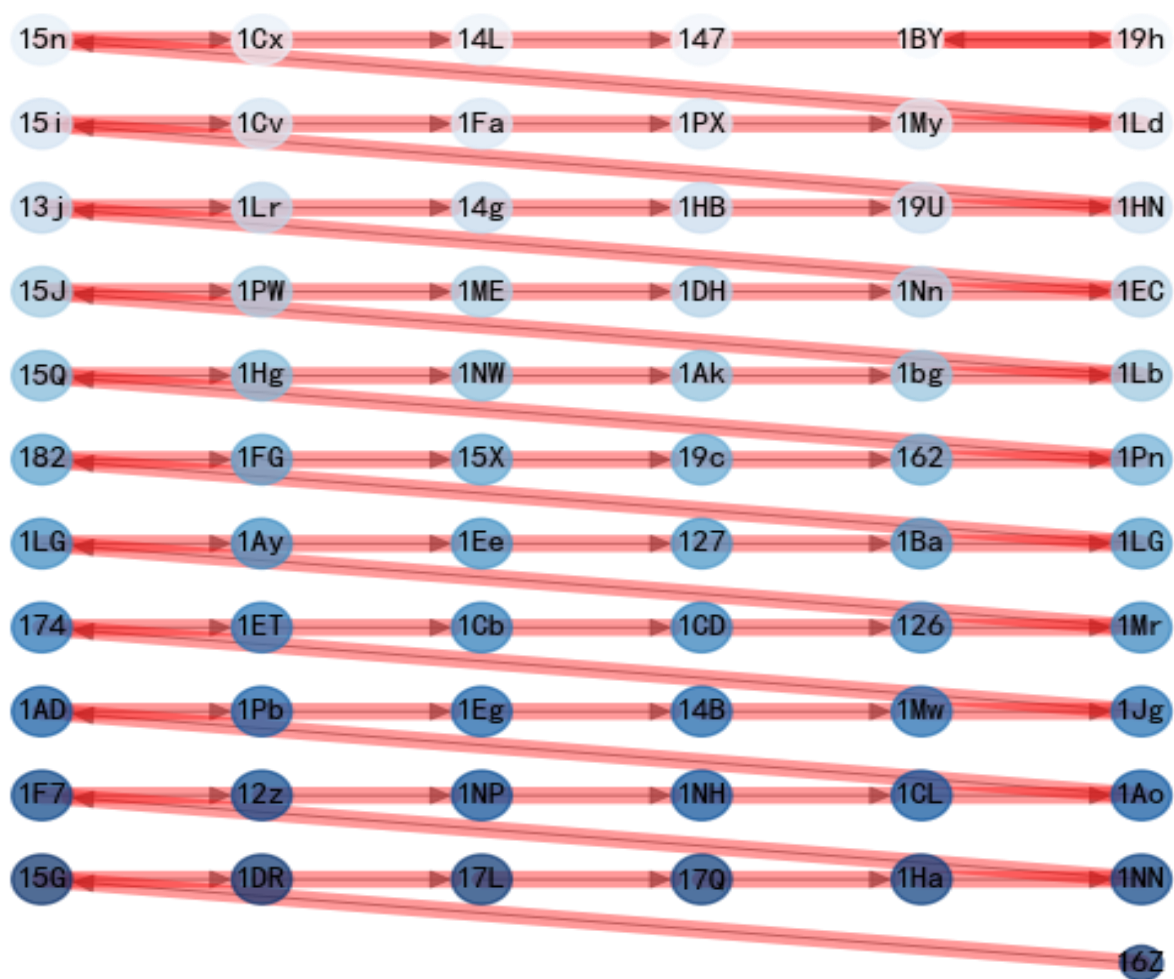 15n 1Cx 14L 147 1BY 19h
15i 1Cv 1Fa 1PX 1My 1Ld
13j 1Lr 14g 1HB 19U 1HN
15J 1PW 1ME 1DH 1Nn 1EC
15Q 1Hg 1NW 1Ak 1bg 1Lb
182 1FG 15X 19c 162 1Pn
1LG 1Ay 1Ee 127 1Ba 1LG
174 1ET 1Cb 1CD 126 1Mr
1AD 1Pb 1Eg 14B 1Mw 1Jg
1F7 12z 1NP 1NH 1CL 1Ao
15G 1DR 17L 17Q 1Ha 1NN
16Z